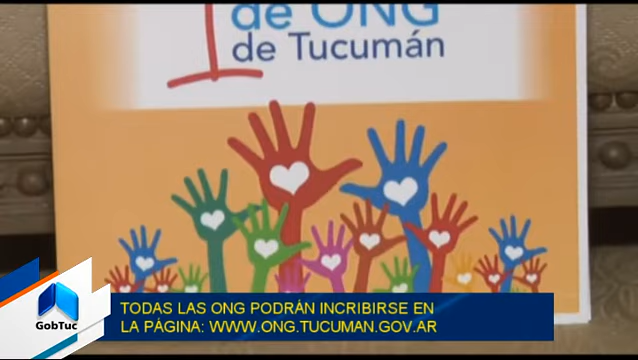 de ONG
de Tucumán
GobTuc
TODAS LAS ONG PODRÁN INCRIBIRSE EN
LA PÁGINA: WWW.ONG.TUCUMAN.GOV.AR